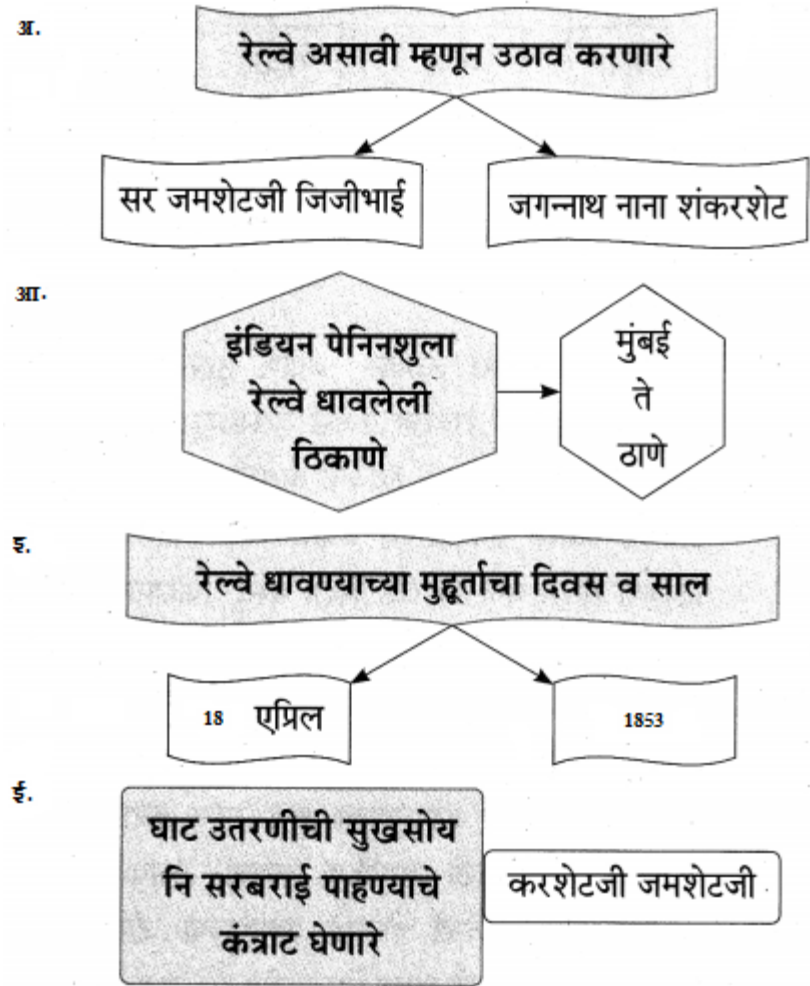 अ.
रेल्वे असावी म्हणून उठाव करणारे
सर जमशेटजी जिजीभाई
जगन्नाथ नाना शंकरशेट
आ.
इंडियन पेनिनशुला
रेल्वे धावलेली
ठिकाणे
मुंबई
ते
ठाणे
इ.
रेल्वे धावण्याच्या मुहूर्ताचा दिवस व साल
18 एप्रिल
1853
ई.
घाट उतरणीची सुखसोय
नि सरबराई पाहण्याचे
कंत्राट घेणारे
करशेटजी जमशेटजी